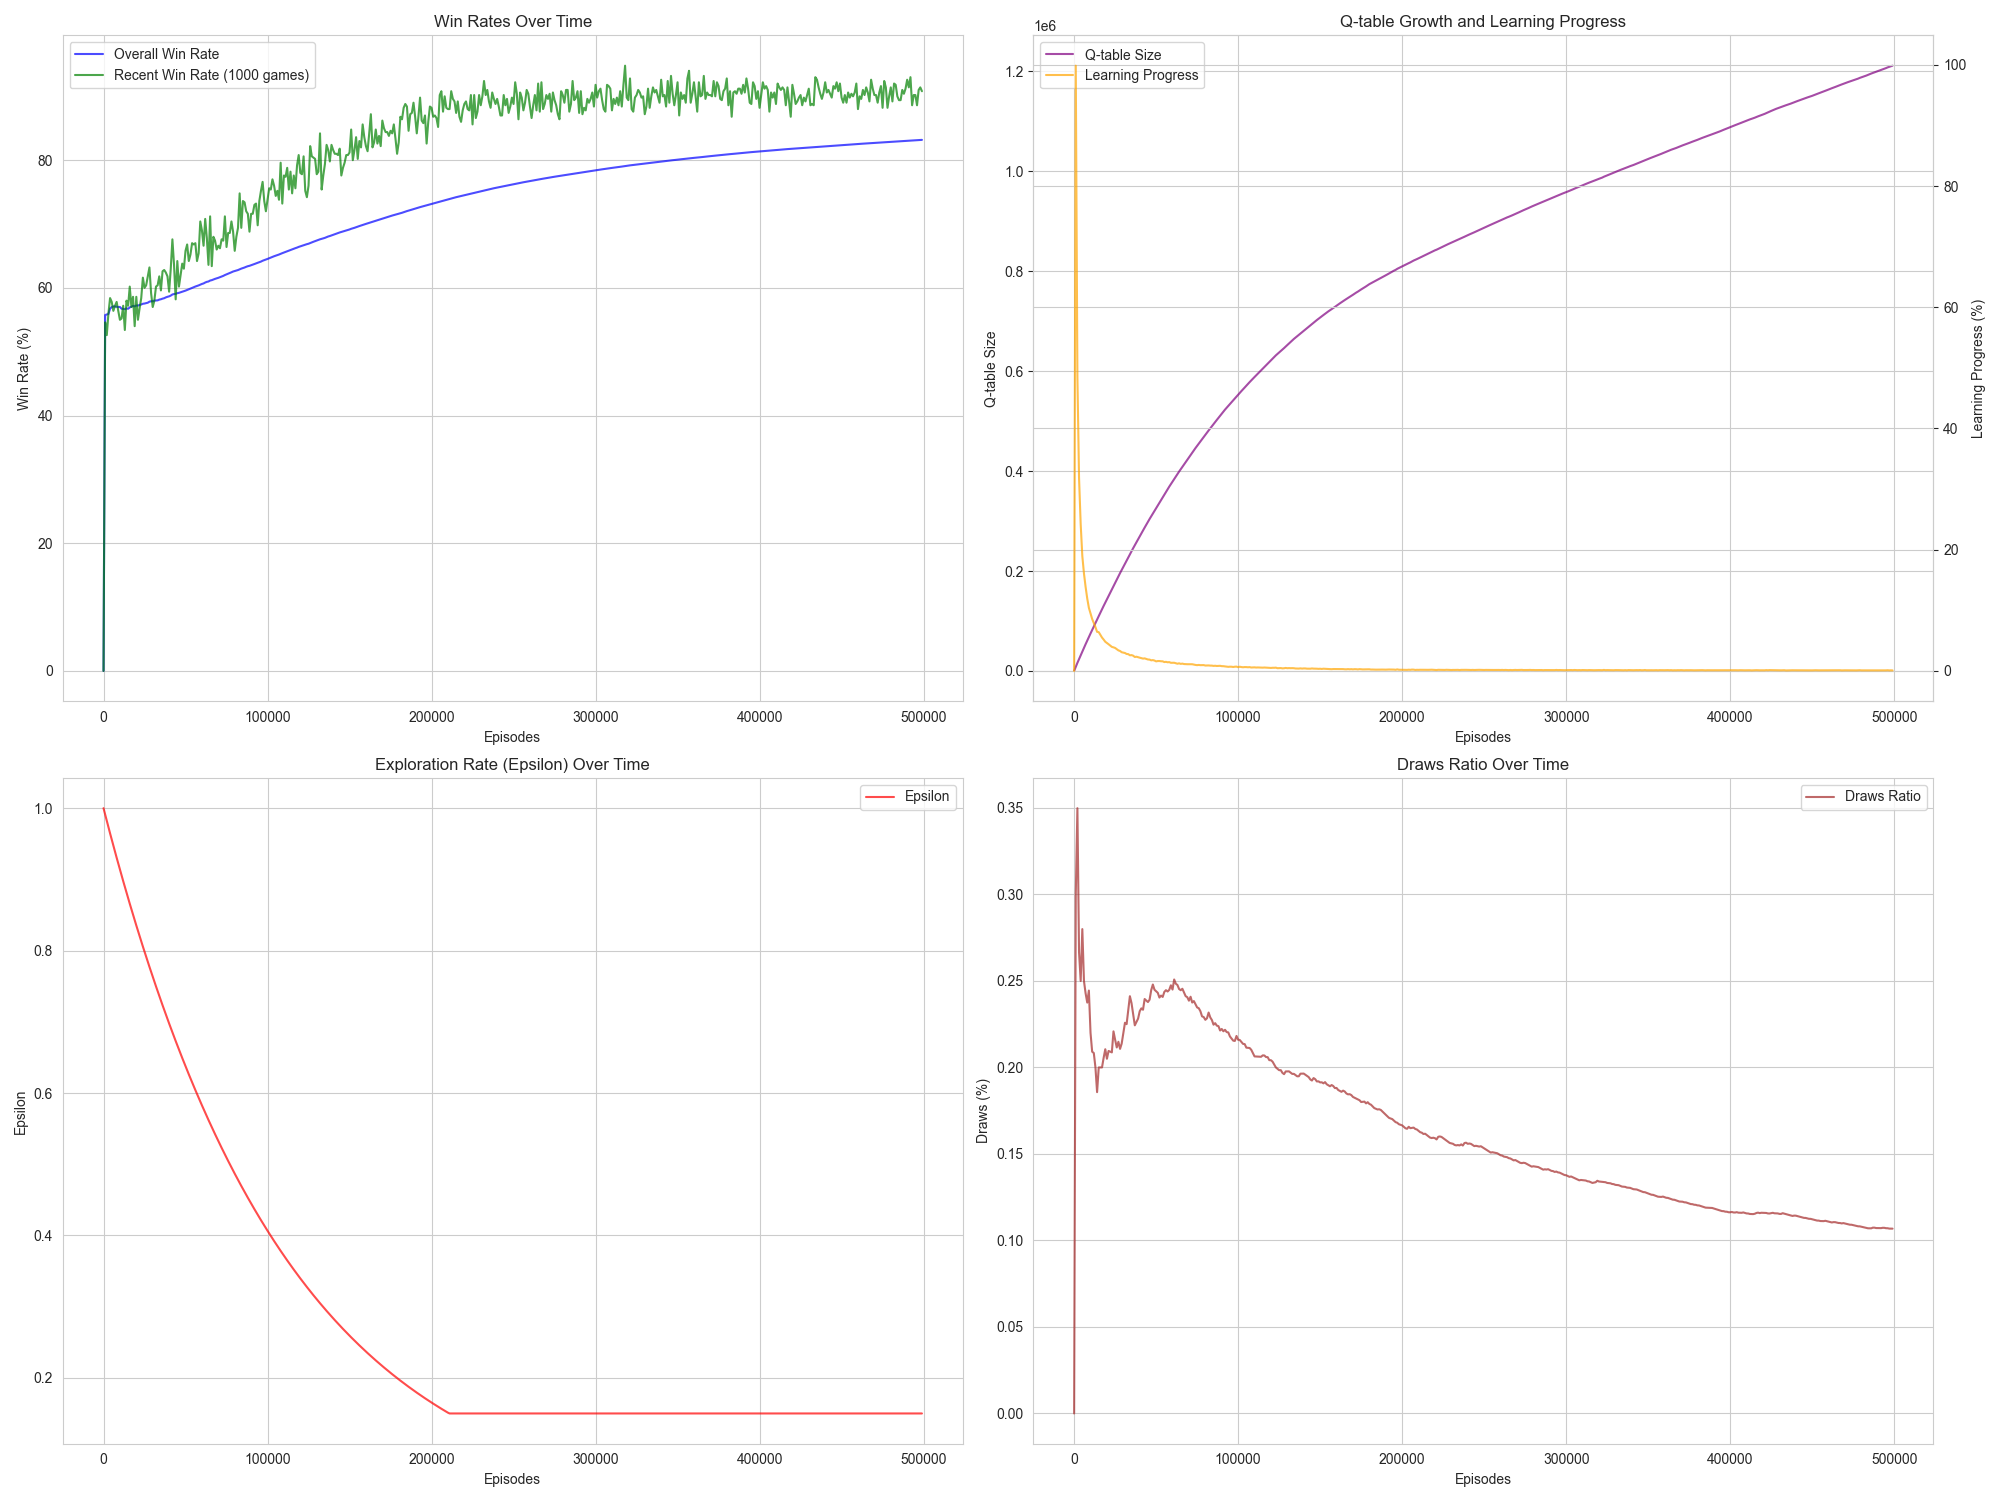 Win Rates Over Time
Overall Win Rate
Recent Win Rate (1000 games)
Win Rate (%)
80
60
40
20
0
0 100000 200000 300000 400000 500000
Episodes
Q-table Growth and Learning Progress
1e6
Q-table Size
Learning Progress
Q-table Size
1.2
1.0
0.8
0.6
0.4
0.2
0.0
100
80
60
40
20
0
Learning Progress (%)
0 100000 200000 300000 400000 500000
Episodes
Exploration Rate (Epsilon) Over Time
Epsilon
Epsilon
1.0
0.8
0.6
0.4
0.2
0 100000 200000 300000 400000 500000
Episodes
Draws Ratio Over Time
Draws Ratio
Draws (%)
0.35
0.30
0.25
0.20
0.15
0.10
0.05
0.00
0 100000 200000 300000 400000 500000
Episodes